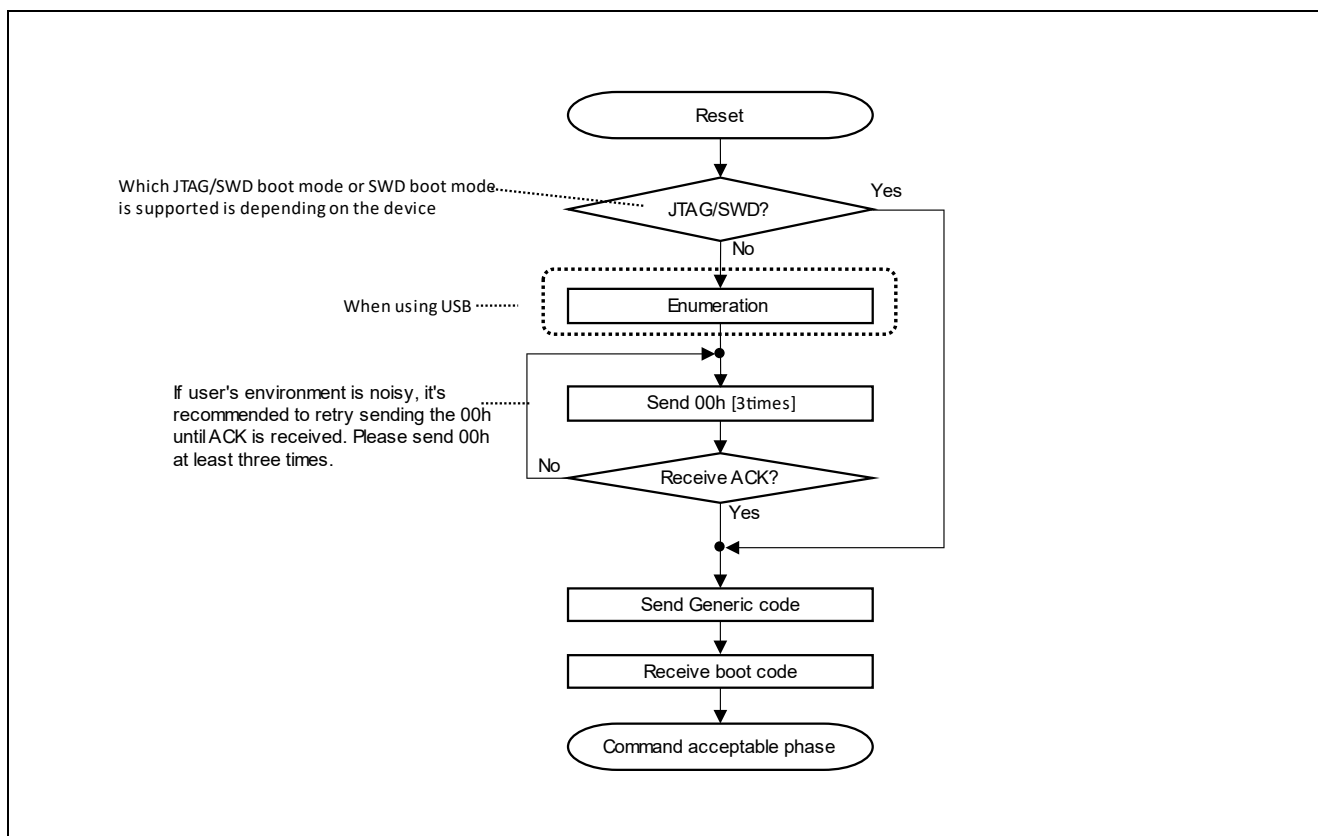 Reset
Which JTAG/SWD boot mode or SWD boot mode
is supported is depending on the device
Yes
JTAG/SWD?
No
When using USB
Enumeration
If user's environment is noisy, it's
recommended to retry sending the 00h
until ACK is received. Please send 00h
at least three times.
Send 00h [3times]
No
Receive ACK?
Yes
Send Generic code
Receive boot code
Command acceptable phase